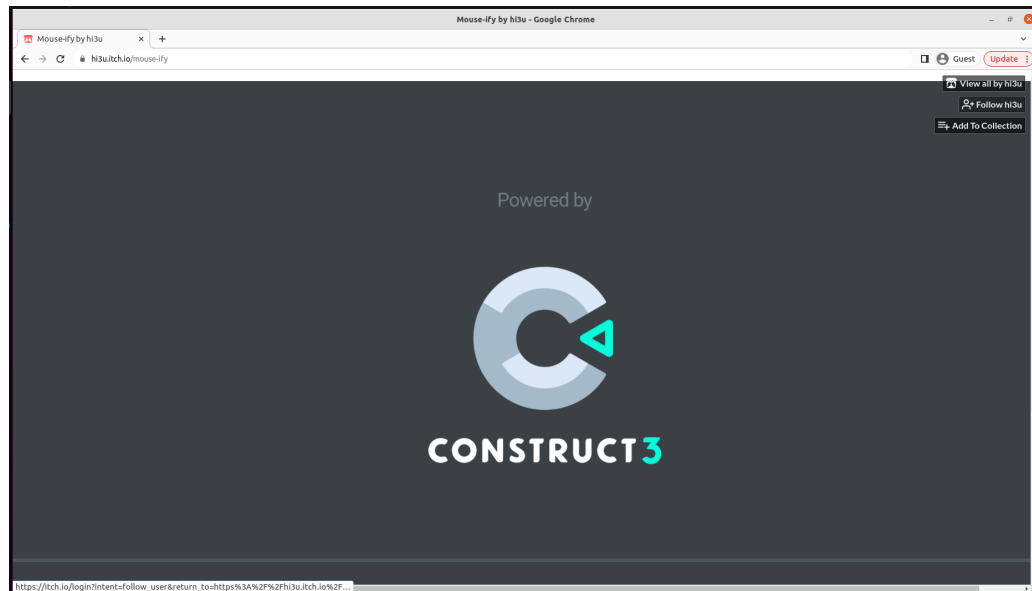 Mouse-ify by hi3u - Google Chrome
Mouse-ify by hi3u
hi3u.itch.io/mouse-ify
Guest
Update
View all by hi3u
Follow hi3u
Add To Collection
Powered by
CONSTRUCT 3
https://itch.io/login?intent=follow_user&return_to=https%3A%2F%2Fhi3u.itch.io%2F...